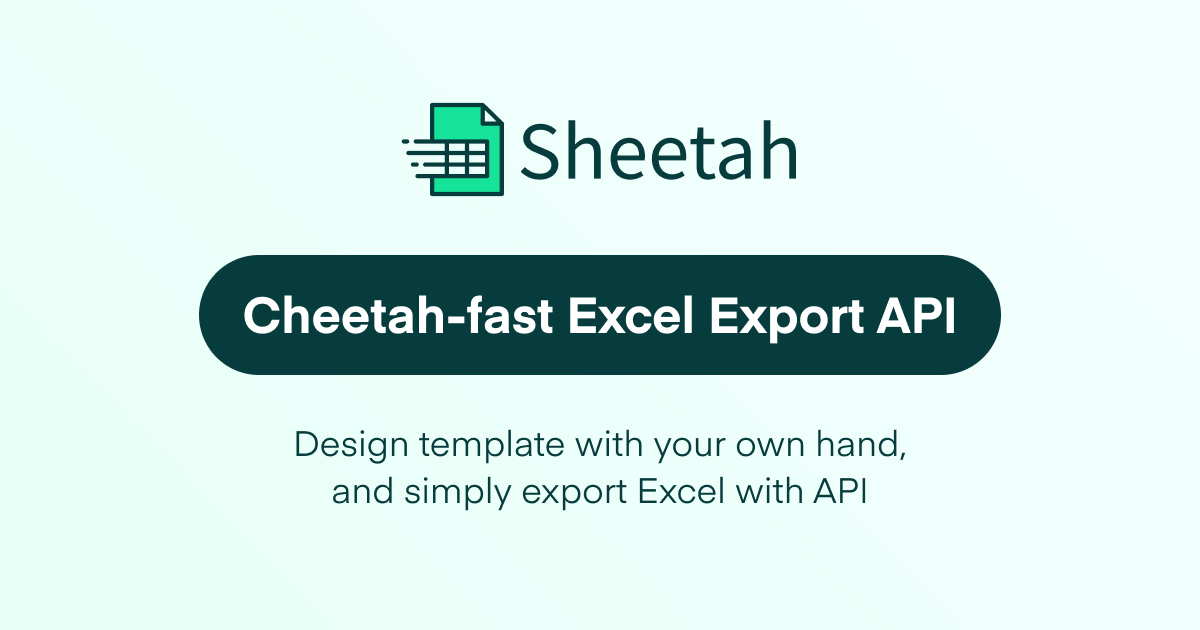 Sheetah
Cheetah-fast Excel Export API
Design template with your own hand,
and simply export Excel with API